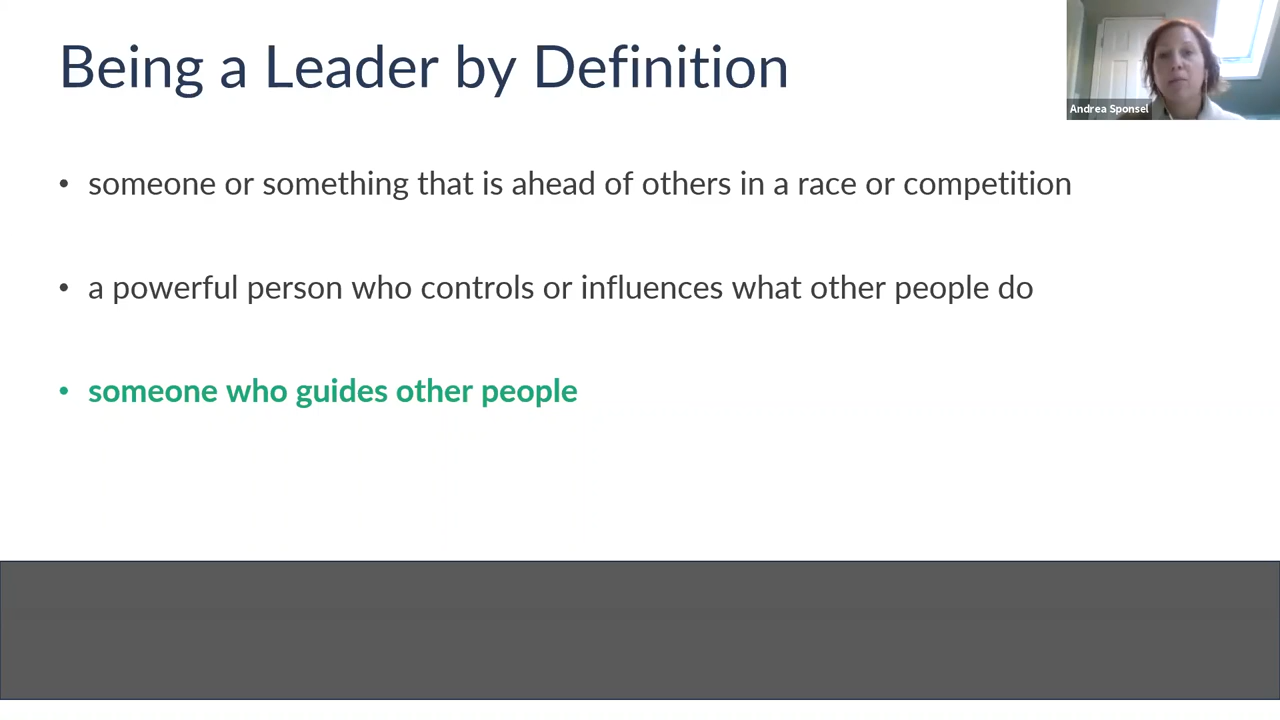 Being a Leader by Definition
Andrea Sponsel
• someone or something that is ahead of others in a race or competition
• a powerful person who controls or influences what other people do
• someone who guides other people